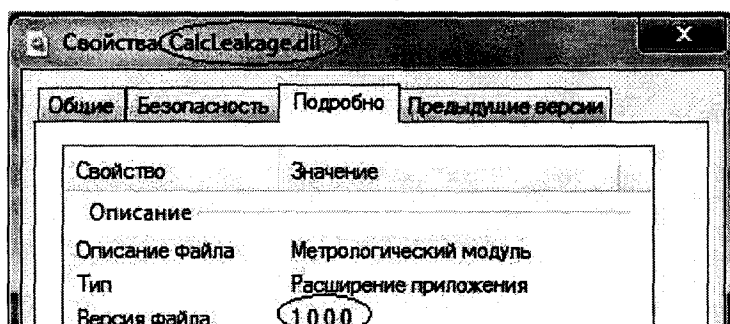 Свойства: CalcLeakage.dll
Общие Безопасность Подробно Предыдущие версии
Свойство Значение
Описание
Описание файла Метрологический модуль
Тип Расширение приложения
Версия файла 1.0.0.0